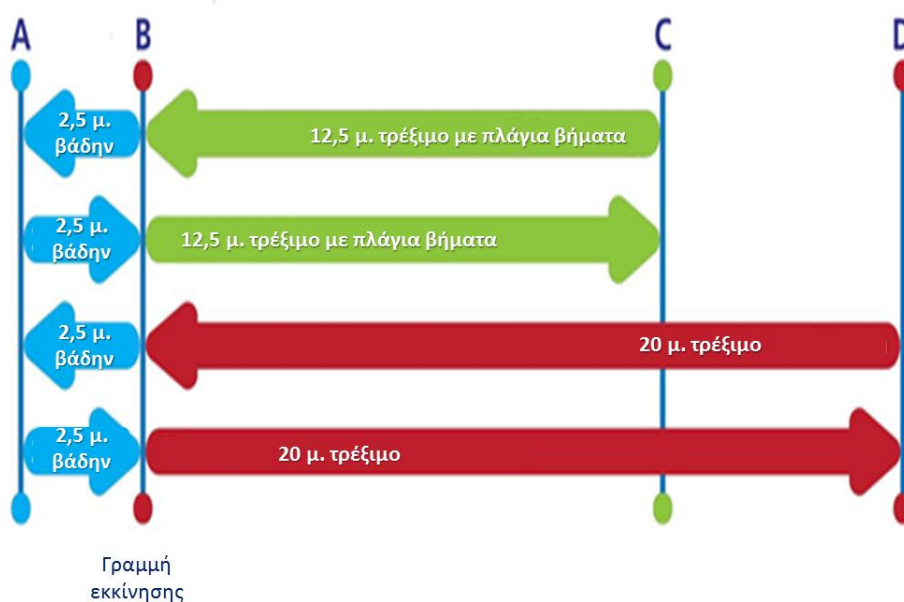 A B C D
2,5 μ.
βάδην
12,5 μ. τρέξιμο με πλάγια βήματα
2,5 μ.
βάδην
12,5 μ. τρέξιμο με πλάγια βήματα
2,5 μ.
βάδην
20 μ. τρέξιμο
2,5 μ.
βάδην
20 μ. τρέξιμο
Γραμμή
εκκίνησης